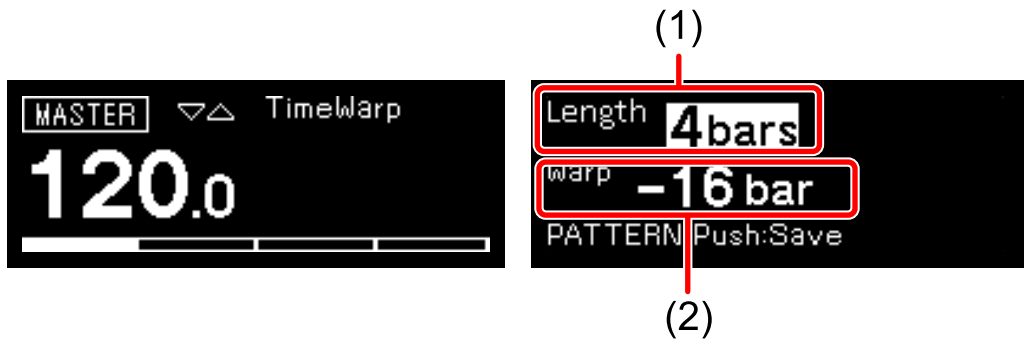 (1)
MASTER ▽△ TimeWarp
120.0
Length 4bars
Warp -16 bar
PATTERN Push:Save
(2)